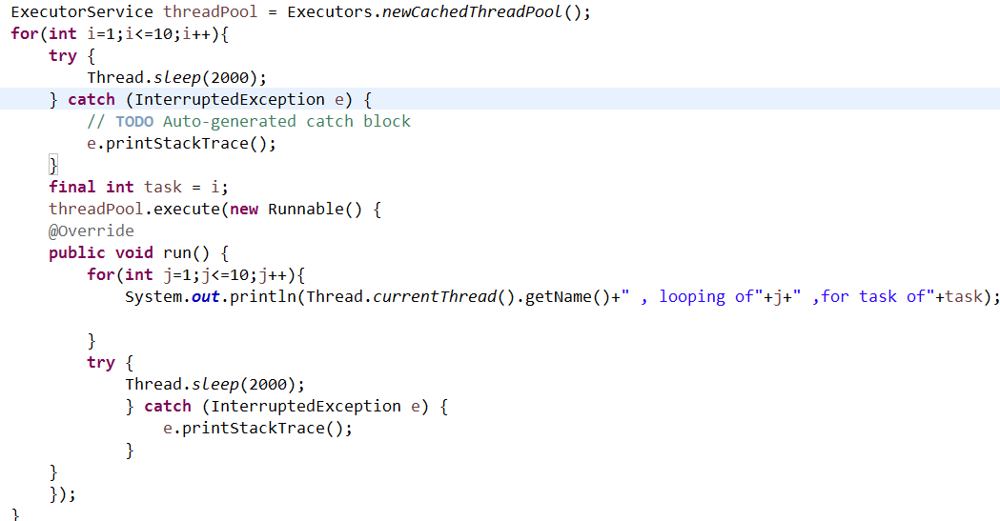 ExecutorService threadPool = Executors.newCachedThreadPool();
for(int i=1;i<=10;i++){
    try {
        Thread.sleep(2000);
    } catch (InterruptedException e) {
        // TODO Auto-generated catch block
        e.printStackTrace();
    }
    final int task = i;
    threadPool.execute(new Runnable() {
    @Override
    public void run() {
        for(int j=1;j<=10;j++){
            System.out.println(Thread.currentThread().getName()+" , looping of"+j+" ,for task of"+task);
        }
        try {
            Thread.sleep(2000);
            } catch (InterruptedException e) {
                e.printStackTrace();
            }
    }
    });
}